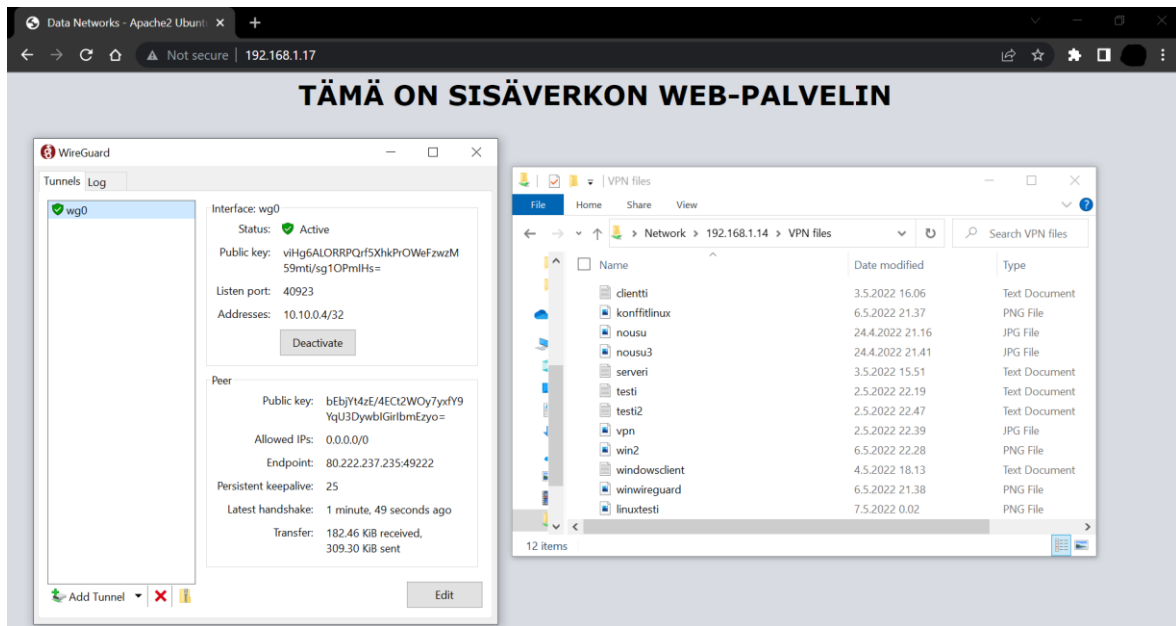 Data Networks - Apache2 Ubunt
Not secure | 192.168.1.17
TÄMÄ ON SISÄVERKON WEB-PALVELIN
WireGuard
Tunnels Log
wg0
Interface: wg0
Status: Active
Public key: viHg6ALORRPQrf5XhkPrOWeFzwzM
59mti/sg1OPmIHs=
Listen port: 40923
Addresses: 10.10.0.4/32
Deactivate
Peer
Public key: bEbjYt4zE/4ECt2WOy7yxfY9
YqU3DywbIGirIbmEzyo=
Allowed IPs: 0.0.0.0/0
Endpoint: 80.222.237.235:49222
Persistent keepalive: 25
Latest handshake: 1 minute, 49 seconds ago
Transfer: 182.46 KiB received,
309.30 KiB sent
Add Tunnel
Edit
VPN files
File Home Share View
Network > 192.168.1.14 > VPN files
Search VPN files
Name Date modified Type
clientti 3.5.2022 16.06 Text Document
konffitlinux 6.5.2022 21.37 PNG File
nousu 24.4.2022 21.16 JPG File
nousu3 24.4.2022 21.41 JPG File
serveri 3.5.2022 15.51 Text Document
testi 2.5.2022 22.19 Text Document
testi2 2.5.2022 22.47 Text Document
vpn 2.5.2022 22.39 JPG File
win2 6.5.2022 22.28 PNG File
windowsclient 4.5.2022 18.13 Text Document
winwireguard 6.5.2022 21.38 PNG File
linuxtesti 7.5.2022 0.02 PNG File
12 items